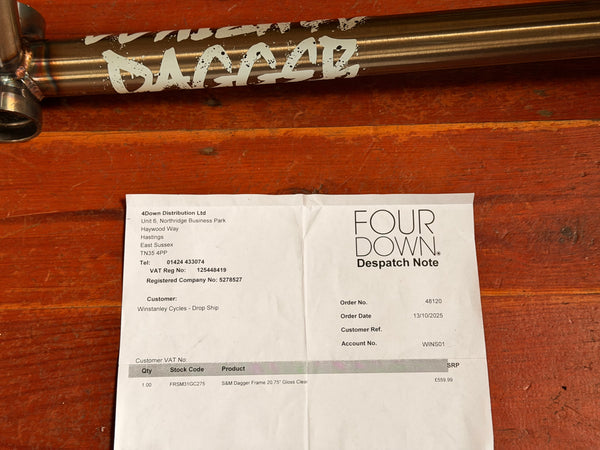 DAGGER
4Down Distribution Ltd
Unit 6, Northridge Business Park
Haywood Way
Hastings
East Sussex
TN35 4PP
Tel: 01424 433074
VAT Reg No: 125448419
Registered Company No: 5278527
Customer:
Winstanley Cycles - Drop Ship
FOUR
DOWN®
Despatch Note
Order No. 48120
Order Date 13/10/2025
Customer Ref.
Account No. WINS01
Customer VAT No:
Qty Stock Code Product SRP
1.00 FRSM31GC275 S&M Dagger Frame 20.75" Gloss Clear £559.99